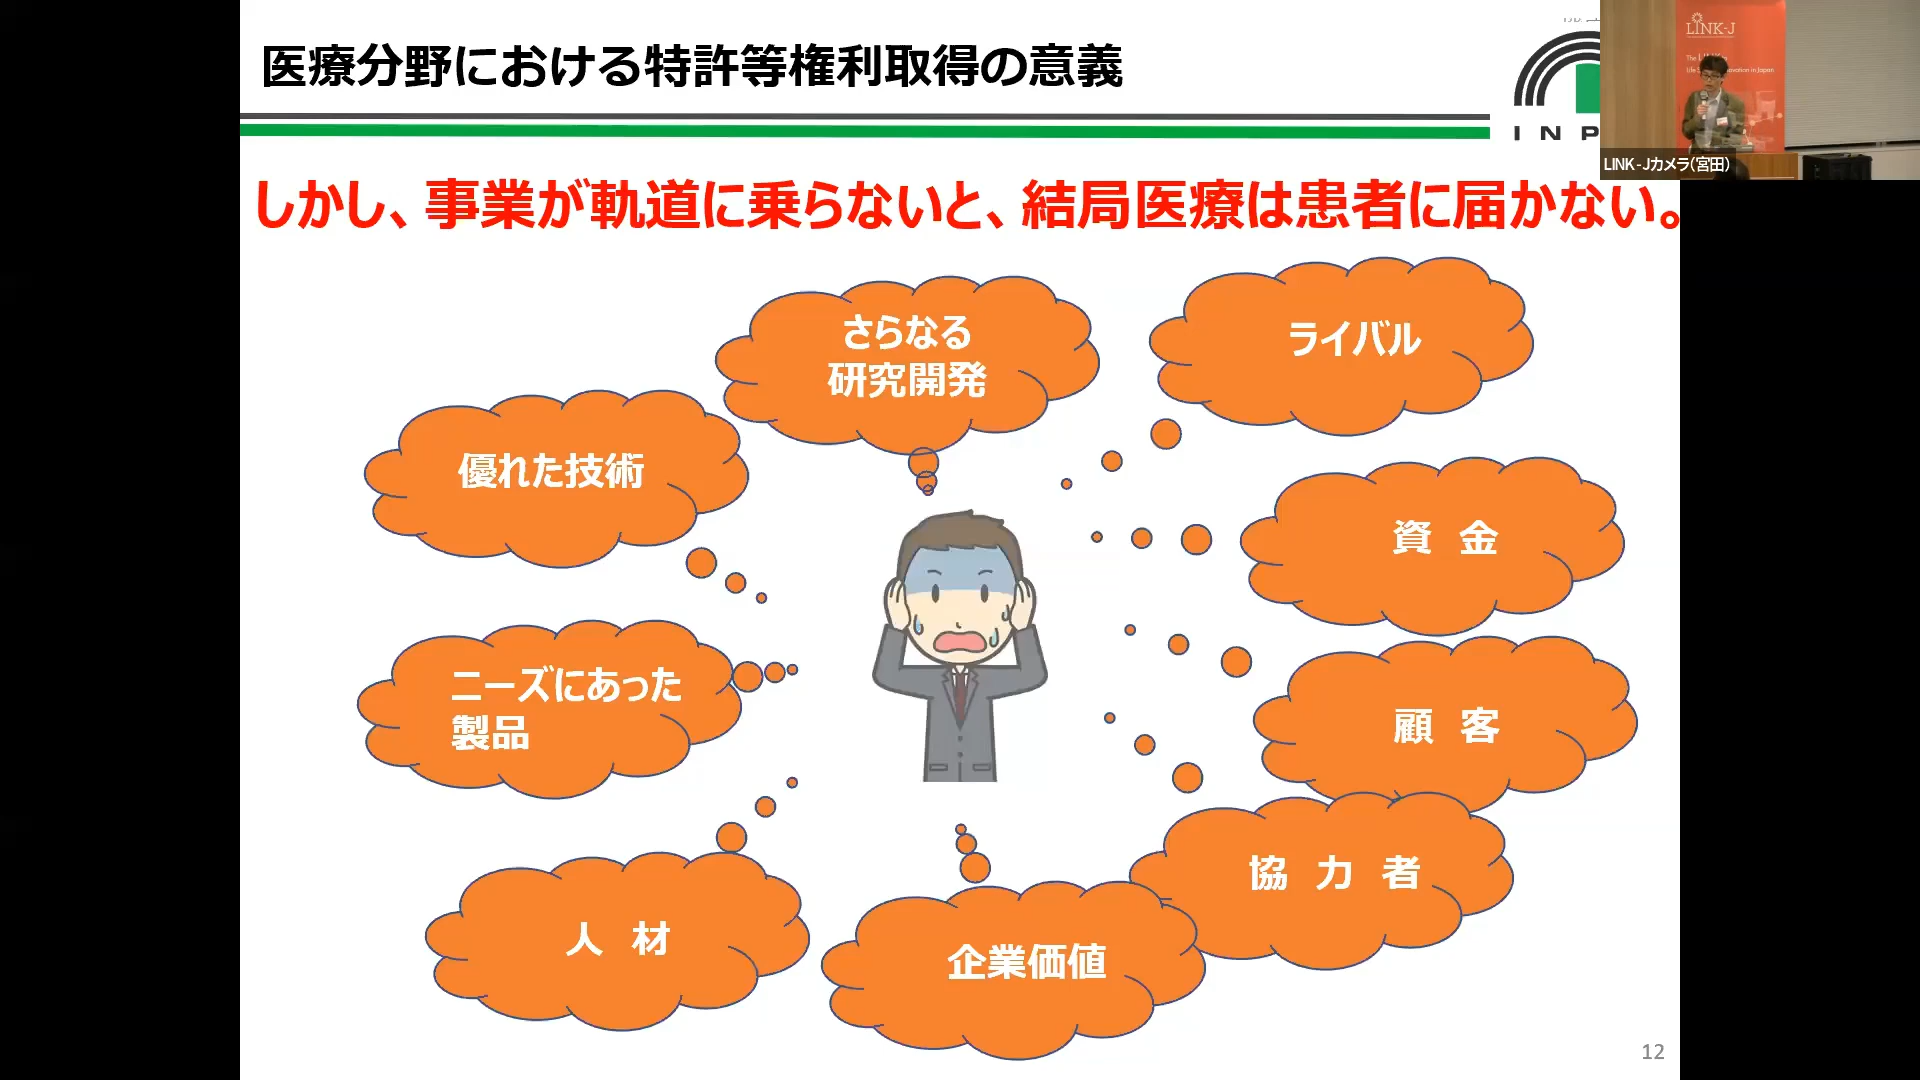 医療分野における特許等権利取得の意義
INP
LINK-J
LINK-Jカメラ(宮田)
しかし、事業が軌道に乗らないと、結局医療は患者に届かない。
さらなる
研究開発
ライバル
優れた技術
資 金
ニーズにあった
製品
顧 客
協 力 者
人 材
企業価値
12